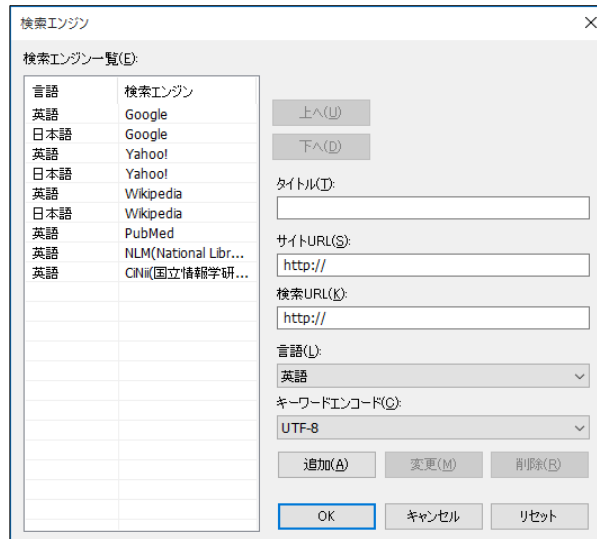 検索エンジン
検索エンジン一覧(E):
言語 検索エンジン
英語 Google
日本語 Google
英語 Yahoo!
日本語 Yahoo!
英語 Wikipedia
日本語 Wikipedia
英語 PubMed
英語 NLM(National Libr...
英語 CiNii(国立情報学研...
上へ(U)
下へ(D)
タイトル(T):
サイトURL(S):
http://
検索URL(K):
http://
言語(L):
英語
キーワードエンコード(C):
UTF-8
追加(A) 変更(M) 削除(R)
OK キャンセル リセット